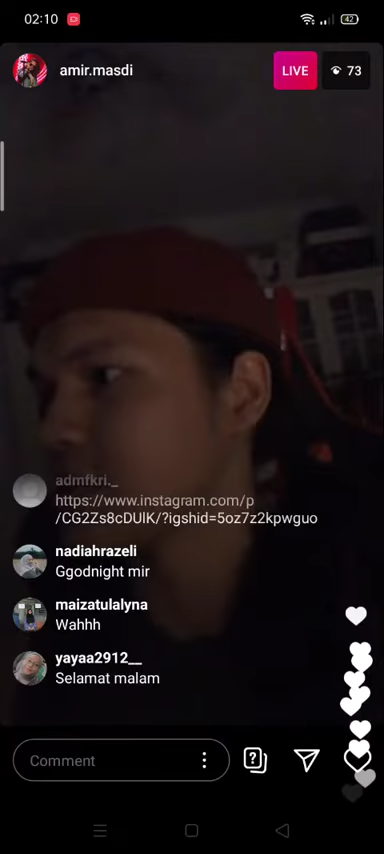 02:10
42
amir.masdi
LIVE
73
admfkri._
https://www.instagram.com/p
/CG2Zs8cDUlK/?igshid=5oz7z2kpwguo
nadiahrazeli
Ggodnight mir
maizatulalyna
Wahhh
yayaa2912__
Selamat malam
Comment